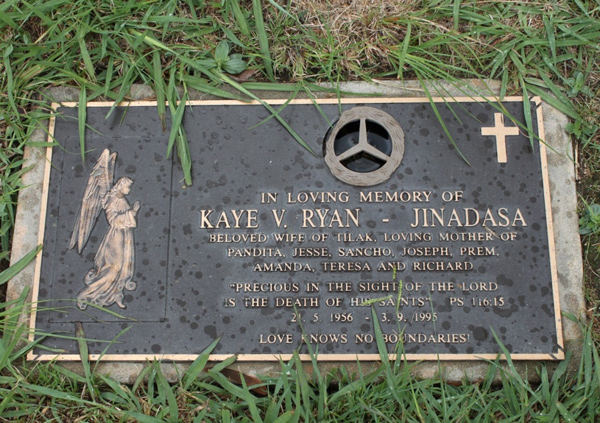 IN LOVING MEMORY OF
KAYE V. RYAN - JINADASA
BELOVED WIFE OF TILAK, LOVING MOTHER OF
PANDITA, JESSE, SANCHO, JOSEPH, PREM,
AMANDA, TERESA AND RICHARD
"PRECIOUS IN THE SIGHT OF THE LORD
IS THE DEATH OF HIS SAINTS" PS 116:15
21. 5. 1956 - 3. 9. 1995
LOVE KNOWS NO BOUNDARIES!